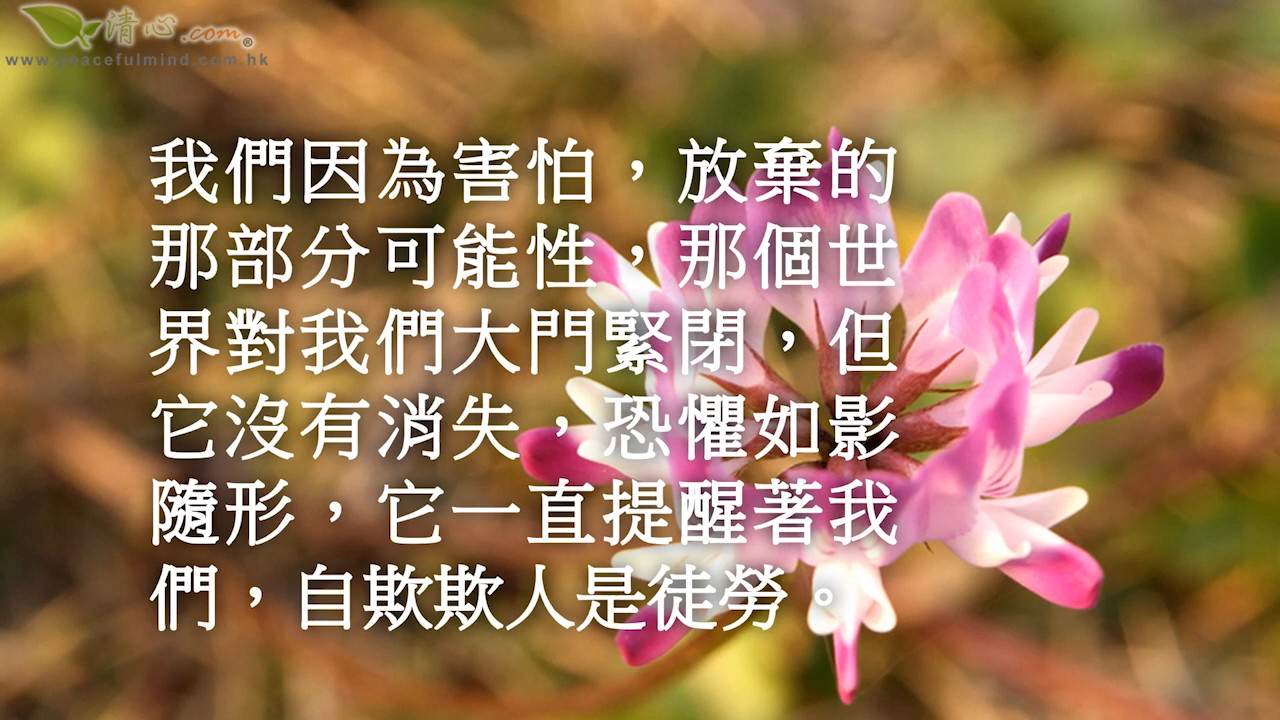 清心.com®
www.peacefulmind.com.hk
我們因為害怕，放棄的
那部分可能性，那個世
界對我們大門緊閉，但
它沒有消失，恐懼如影
隨形，它一直提醒著我
們，自欺欺人是徒勞。